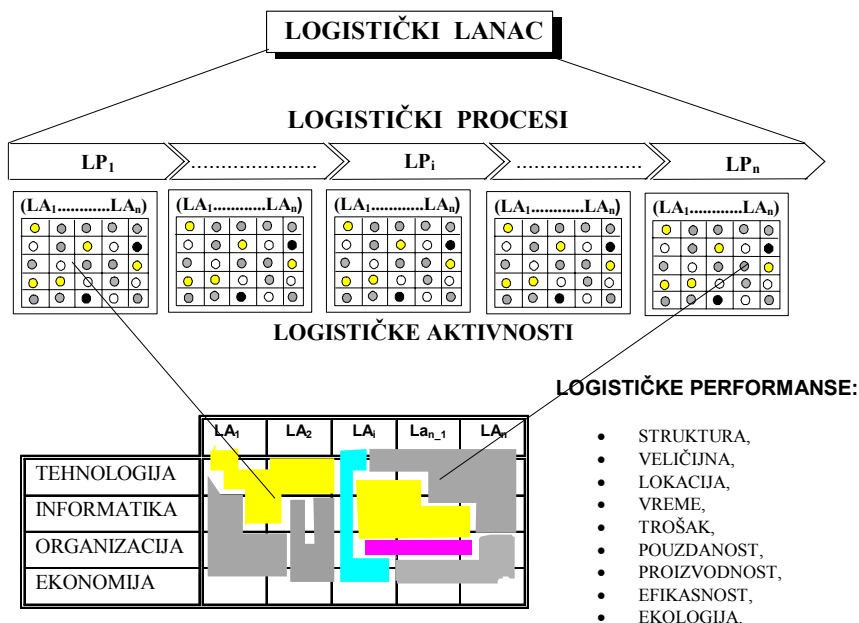 LOGISTIČKI LANAC
LOGISTIČKI PROCESI
LP1 ........................ LPi ........................ LPn
(LA1............LAn) (LA1............LAn) (LA1............LAn) (LA1............LAn) (LA1............LAn)
LOGISTIČKE AKTIVNOSTI
LOGISTIČKE PERFORMANSE:
• STRUKTURA,
• VELIČIJNA,
• LOKACIJA,
• VREME,
• TROŠAK,
• POUZDANOST,
• PROIZVODNOST,
• EFIKASNOST,
• EKOLOGIJA.
LA1 LA2 LAi Lan_1 LAn
TEHNOLOGIJA
INFORMATIKA
ORGANIZACIJA
EKONOMIJA